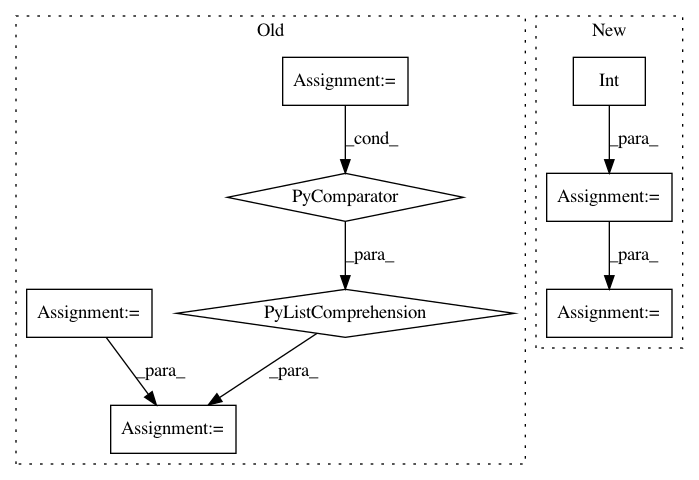 Old
New
Assignment:=
Int
_cond_
_para_
PyComparator
Assignment:=
_para_
_para_
Assignment:=
PyListComprehension
Assignment:=
_para_
_para_
Assignment:=